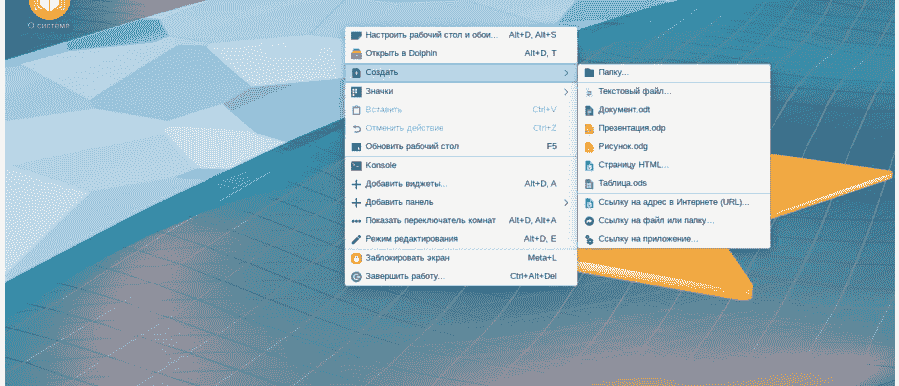 О системе
Настроить рабочий стол и обои... Alt+D, Alt+S
Открыть в Dolphin Alt+D, T
Создать
Значки
Вставить Ctrl+V
Отменить действие Ctrl+Z
Обновить рабочий стол F5
Konsole
Добавить виджеты... Alt+D, A
Добавить панель
Показать переключатель комнат Alt+D, Alt+A
Режим редактирования Alt+D, E
Заблокировать экран Meta+L
Завершить работу... Ctrl+Alt+Del
Папку...
Текстовый файл...
Документ.odt
Презентация.odp
Рисунок.odg
Страницу HTML...
Таблица.ods
Ссылку на адрес в Интернете (URL)...
Ссылку на файл или папку...
Ссылку на приложение...